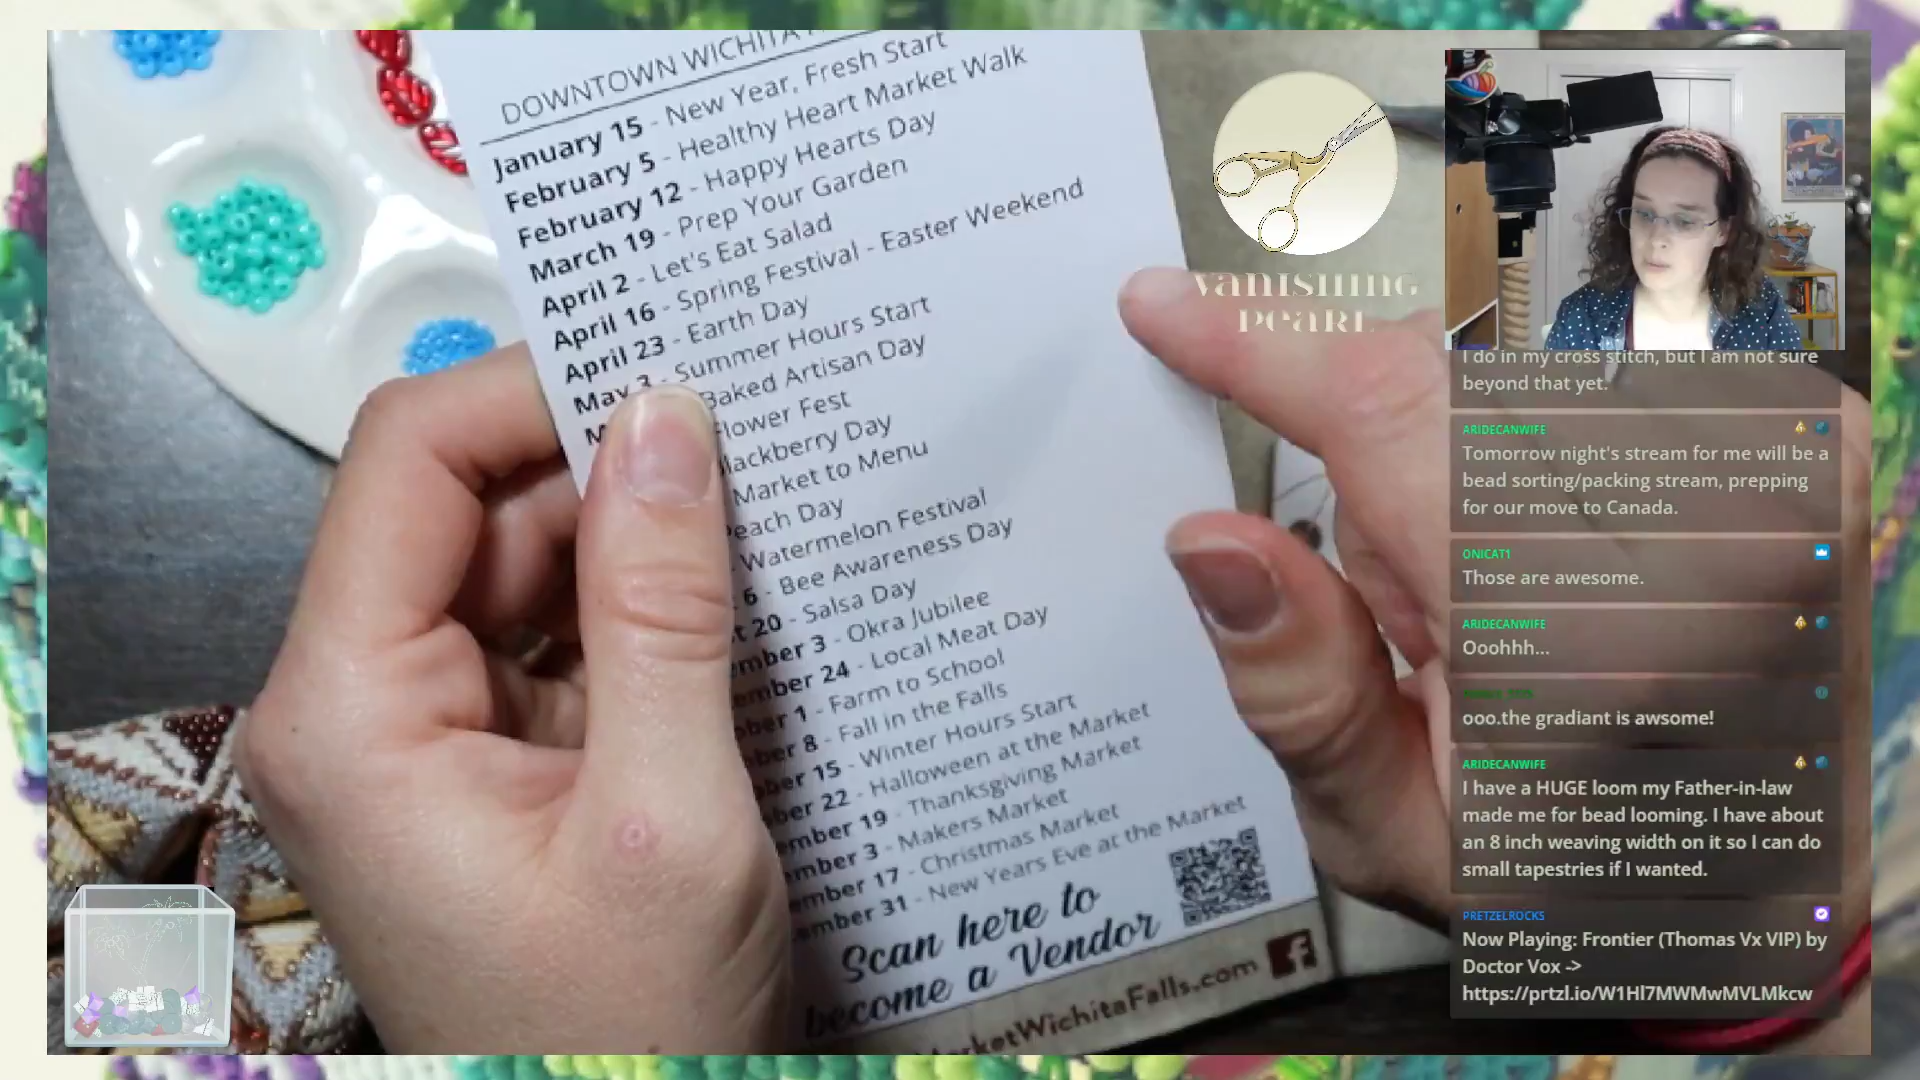 DOWNTOWN WICHITA
January 15 - New Year, Fresh Start
February 5 - Healthy Heart Market Walk
February 12 - Happy Hearts Day
March 19 - Prep Your Garden
April 2 - Let's Eat Salad
April 16 - Spring Festival - Easter Weekend
April 23 - Earth Day
May 3 - Summer Hours Start
Baked Artisan Day
Flower Fest
lackberry Day
Market to Menu
Peach Day
Watermelon Festival
6 - Bee Awareness Day
t 20 - Salsa Day
ember 3 - Okra Jubilee
ember 24 - Local Meat Day
ober 1 - Farm to School
ober 8 - Fall in the Falls
ober 15 - Winter Hours Start
ober 22 - Halloween at the Market
ember 19 - Thanksgiving Market
ember 3 - Makers Market
ember 17 - Christmas Market
ember 31 - New Years Eve at the Market
Scan here to
become a Vendor
MarketWichitaFalls.com
vanishing
pearl
I do in my cross stitch, but I am not sure
beyond that yet.
ARIDECANWIFE
Tomorrow night's stream for me will be a
bead sorting/packing stream, prepping
for our move to Canada.
ONICAT1
Those are awesome.
ARIDECANWIFE
Ooohhh...
ooo.the gradiant is awsome!
ARIDECANWIFE
I have a HUGE loom my Father-in-law
made me for bead looming. I have about
an 8 inch weaving width on it so I can do
small tapestries if I wanted.
PRETZELROCKS
Now Playing: Frontier (Thomas Vx VIP) by
Doctor Vox ->
https://prtzl.io/W1Hl7MWMwMVLMkcw